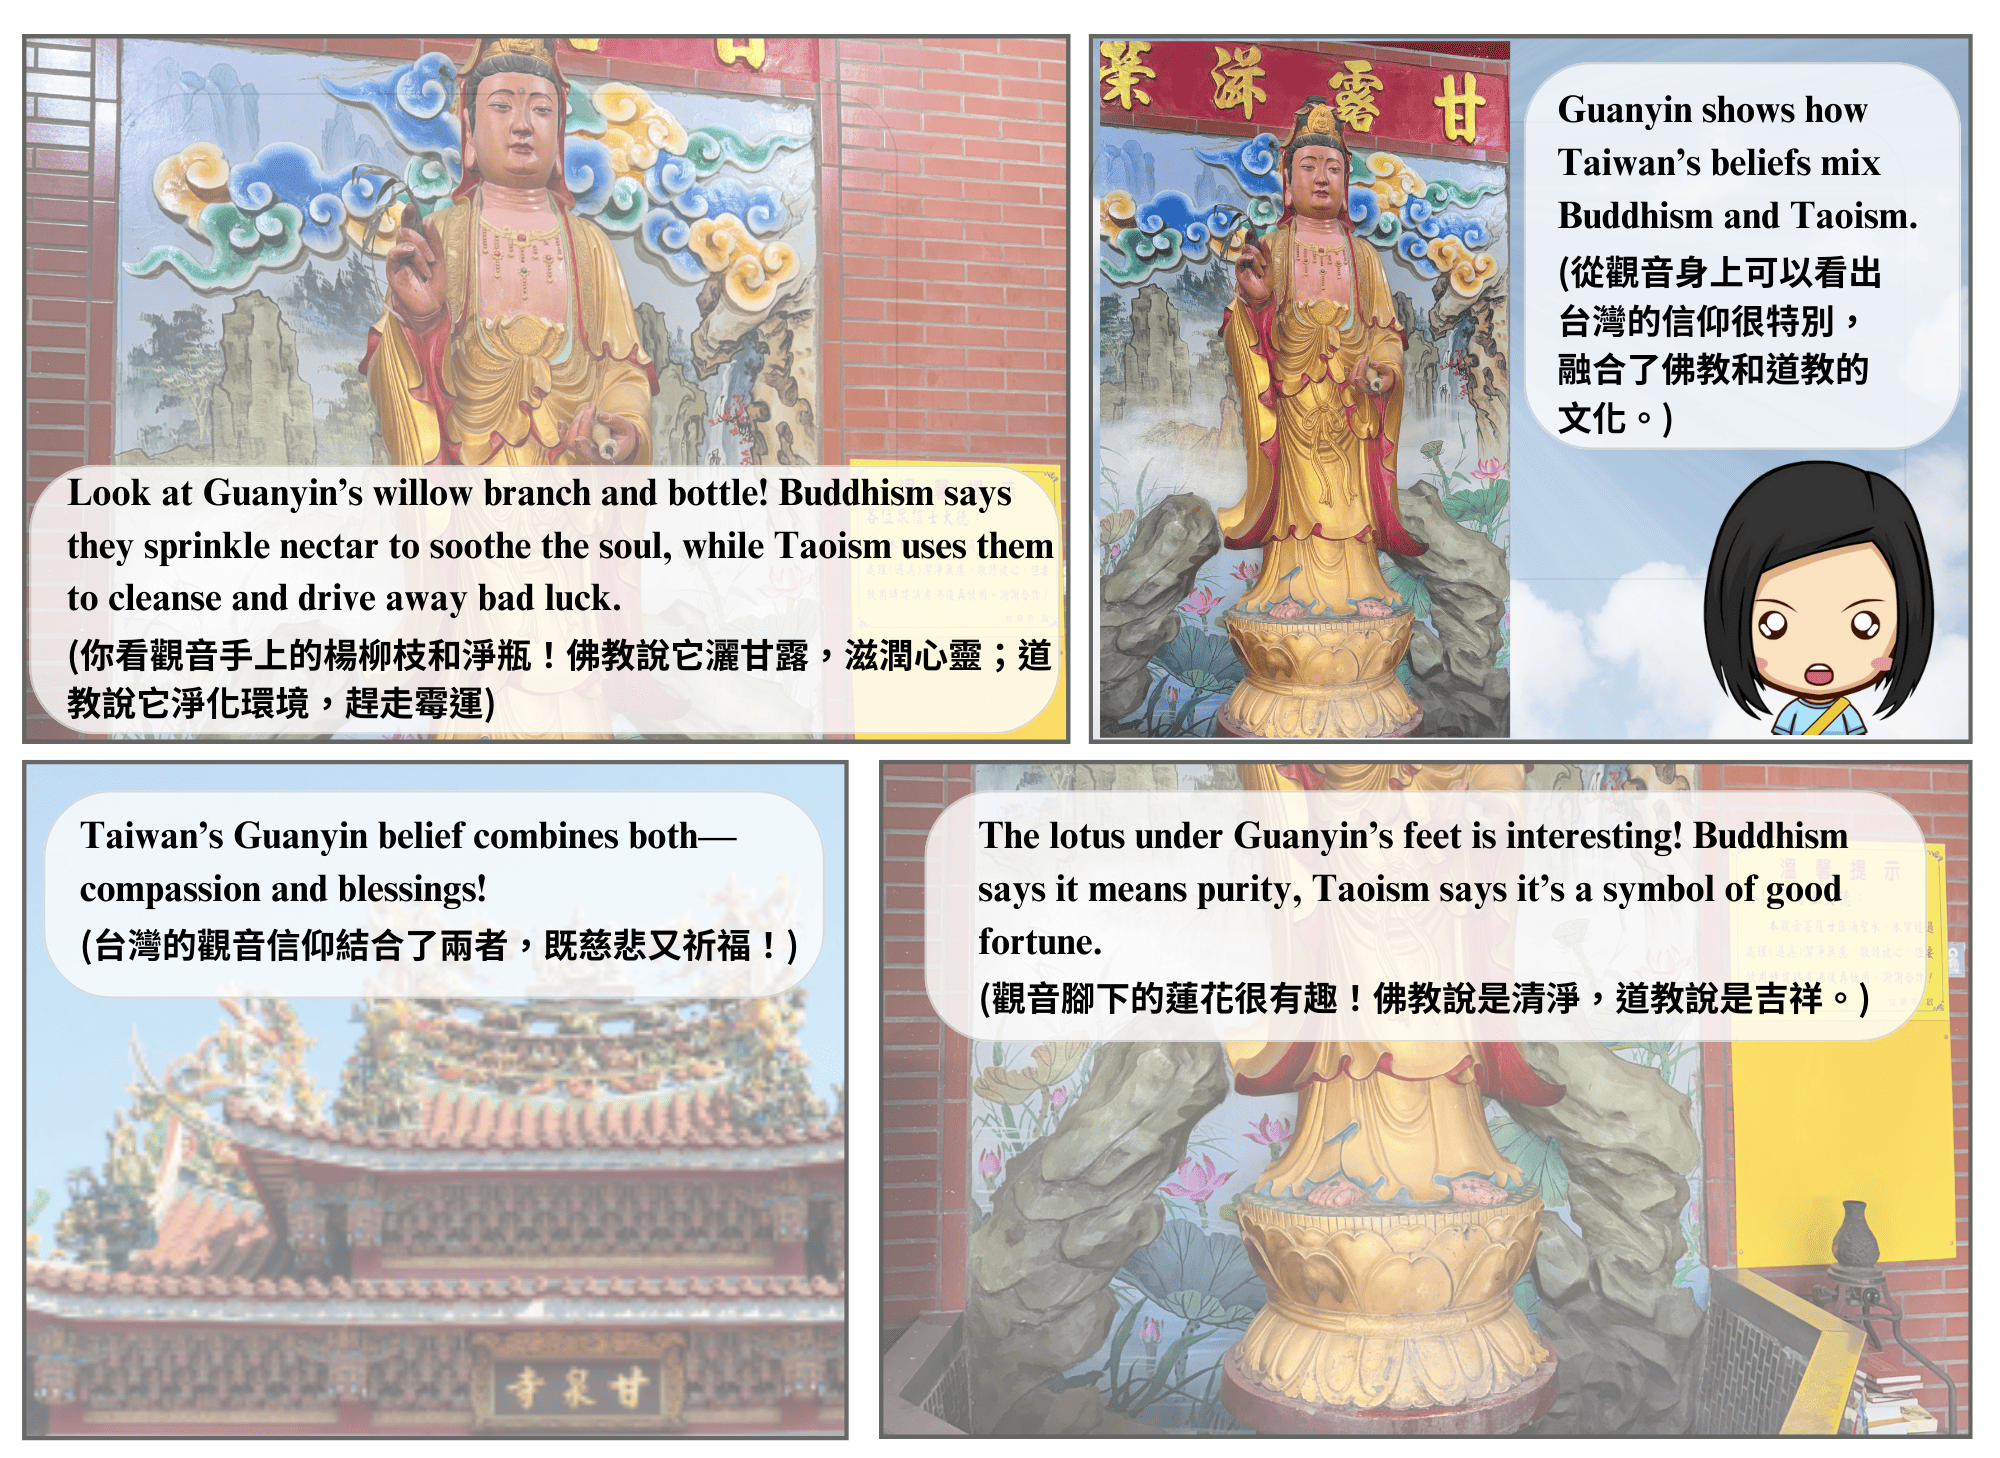 Look at Guanyin’s willow branch and bottle! Buddhism says
they sprinkle nectar to soothe the soul, while Taoism uses them
to cleanse and drive away bad luck.
(你看觀音手上的楊柳枝和淨瓶！佛教說它灑甘露，滋潤心靈；道
教說它淨化環境，趕走霉運)
甘
葉 洋 露 甘
Guanyin shows how
Taiwan’s beliefs mix
Buddhism and Taoism.
(從觀音身上可以看出
台灣的信仰很特別，
融合了佛教和道教的
文化。)
Taiwan’s Guanyin belief combines both—
compassion and blessings!
(台灣的觀音信仰結合了兩者，既慈悲又祈福！)
寺泉甘
The lotus under Guanyin’s feet is interesting! Buddhism
says it means purity, Taoism says it’s a symbol of good
fortune.
(觀音腳下的蓮花很有趣！佛教說是清淨，道教說是吉祥。)
溫馨提示